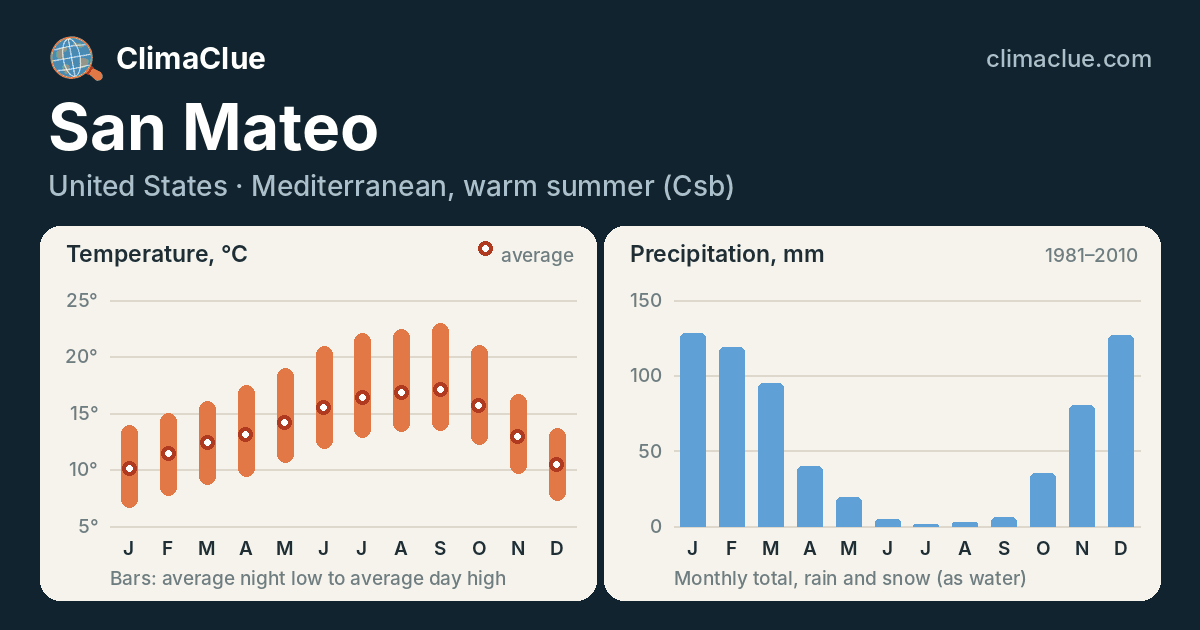 ClimaClue
climaclue.com
San Mateo
United States · Mediterranean, warm summer (Csb)
Temperature, °C
average
25°
20°
15°
10°
5°
J F M A M J J A S O N D
Bars: average night low to average day high
Precipitation, mm
1981–2010
150
100
50
0
J F M A M J J A S O N D
Monthly total, rain and snow (as water)